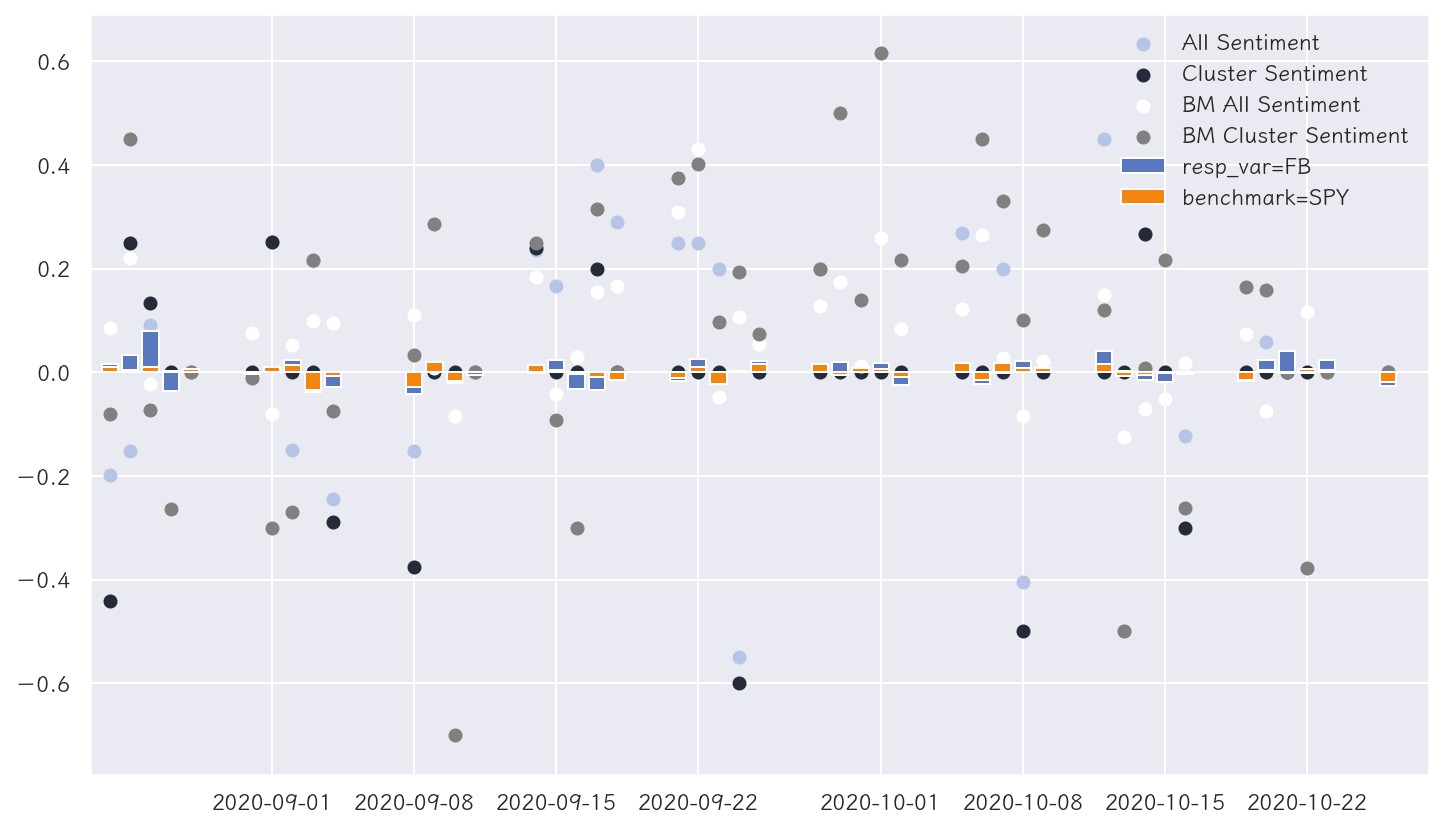 All Sentiment
Cluster Sentiment
BM All Sentiment
BM Cluster Sentiment
resp_var=FB
benchmark=SPY
0.6
0.4
0.2
0.0
−0.2
−0.4
−0.6
2020-09-01 2020-09-08 2020-09-15 2020-09-22 2020-10-01 2020-10-08 2020-10-15 2020-10-22